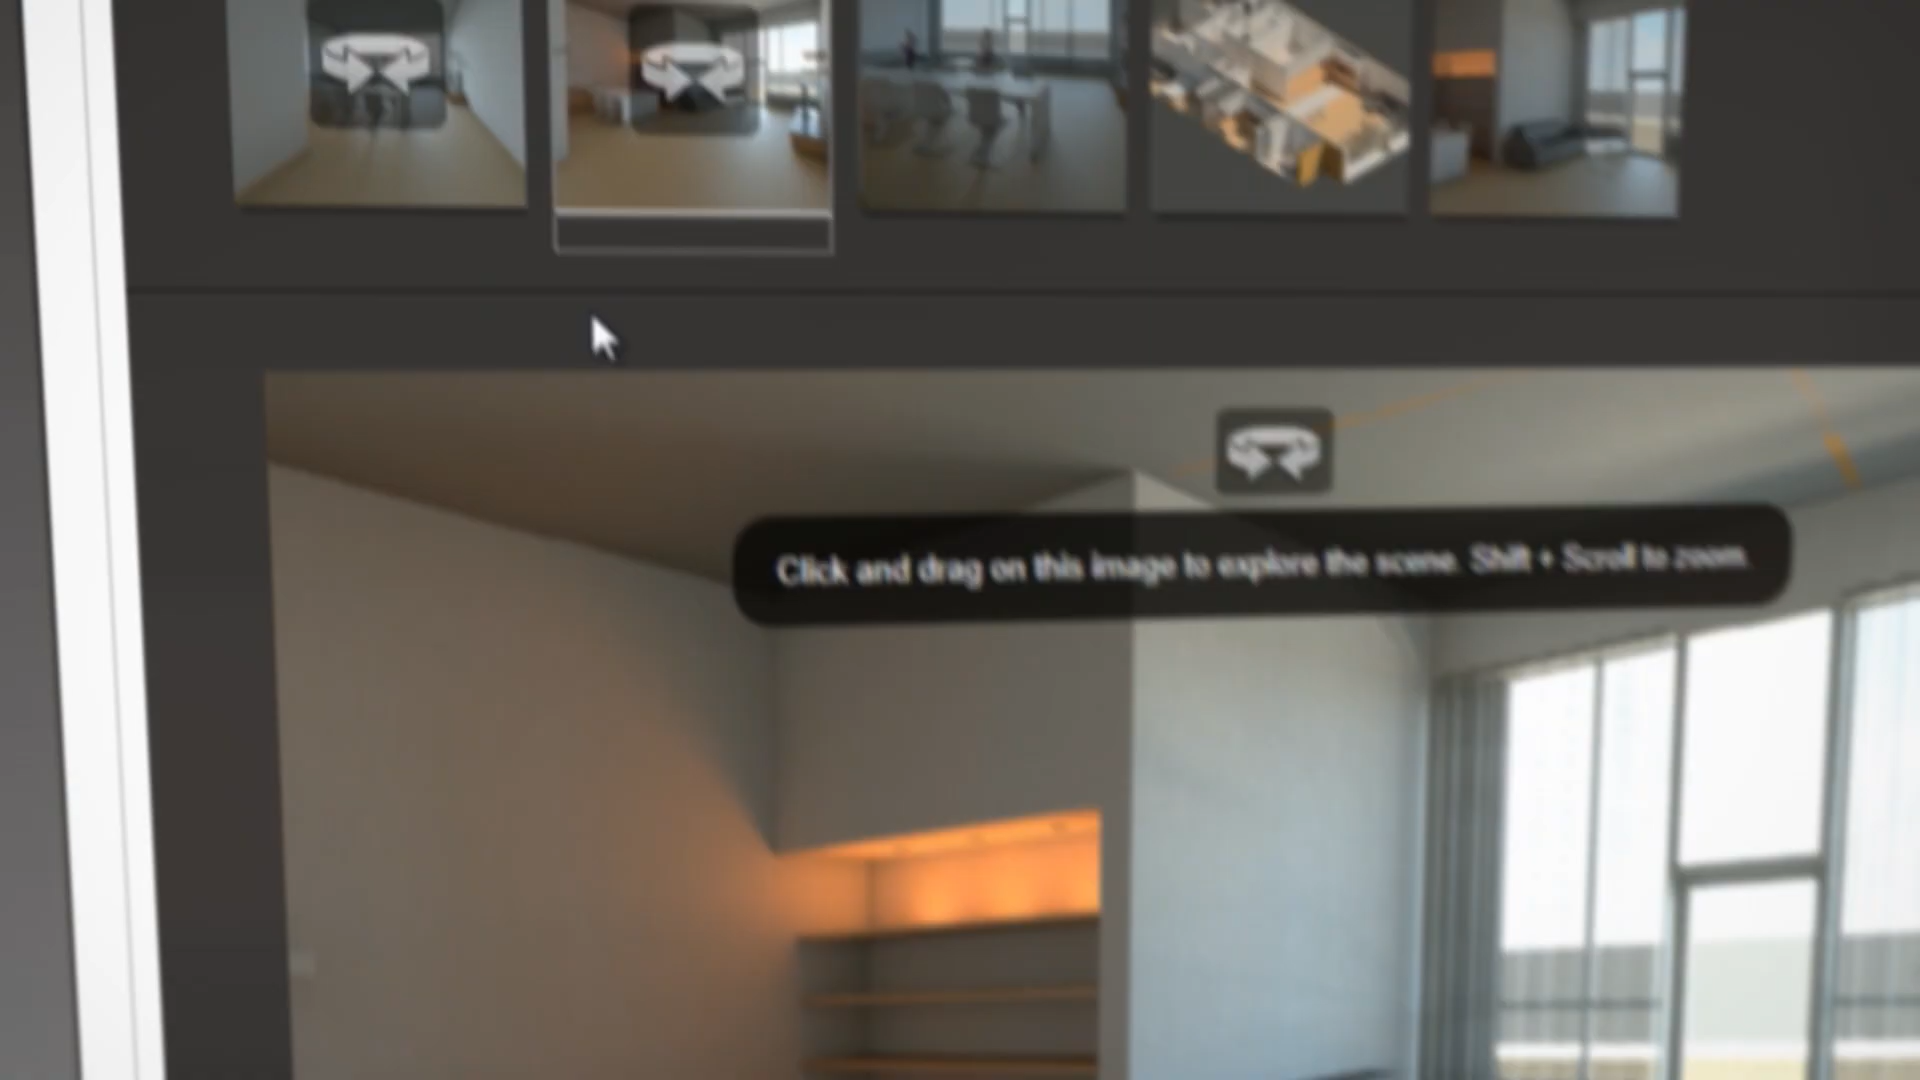 Click and drag on this image to explore the scene. Shift + Scroll to zoom.